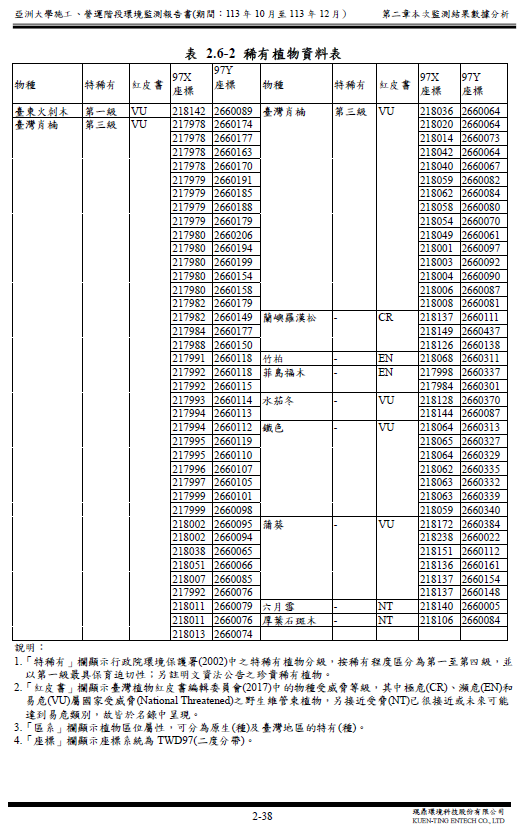 亞洲大學施工、營運階段環境監測報告書(期間：113 年 10 月至 113 年 12 月) 第二章本次監測結果數據分析
表 2.6-2 稀有植物資料表
物種 特稀有 紅皮書 97X座標 97Y座標 物種 特稀有 紅皮書 97X座標 97Y座標
臺東火刺木 第一級 VU 218142 2660089 臺灣肖楠 第三級 VU 218036 2660064
臺灣肖楠 第三級 VU 217978 2660174 218020 2660064
217978 2660177 218014 2660073
217978 2660163 218042 2660064
217978 2660170 218040 2660067
217979 2660191 218059 2660082
217979 2660185 218062 2660084
217979 2660188 218058 2660080
217979 2660179 218054 2660070
217980 2660206 218049 2660061
217980 2660194 218001 2660097
217980 2660199 218003 2660092
217980 2660154 218004 2660090
217980 2660158 218006 2660087
217982 2660179 218008 2660081
217982 2660149 蘭嶼羅漢松 - CR 218137 2660111
217984 2660177 218149 2660437
217988 2660150 218126 2660138
217991 2660118 竹柏 - EN 218068 2660311
217992 2660118 菲島福木 - EN 217998 2660337
217992 2660115 217984 2660301
217993 2660114 水茄冬 - VU 218128 2660370
217994 2660113 218144 2660087
217994 2660112 鐵色 - VU 218064 2660313
217995 2660119 218065 2660327
217995 2660110 218064 2660329
217996 2660107 218062 2660335
217997 2660105 218063 2660332
217999 2660101 218063 2660339
217999 2660098 218059 2660340
218002 2660095 蒲葵 - VU 218172 2660384
218002 2660094 218238 2660022
218038 2660065 218151 2660112
218051 2660066 218136 2660161
218007 2660085 218137 2660154
217992 2660076 218137 2660148
218011 2660079 六月雪 - NT 218140 2660005
218011 2660076 厚葉石斑木 - NT 218106 2660084
218013 2660074
說明：
1.「特稀有」欄顯示行政院環境保護署(2002)中之特稀有植物分級，按稀有程度區分為第一至第四級，並
以第一級最具保育迫切性；另註明文資法公告之珍貴稀有植物。
2.「紅皮書」欄顯示臺灣植物紅皮書編輯委員會(2017)中的物種受威脅等級，其中極危(CR)、瀕危(EN)和
易危(VU)屬國家受威脅(National Threatened)之野生維管束植物，另接近受脅(NT)已很接近或未來可能
達到易危類別，故皆於名錄中呈現。
3.「區系」欄顯示植物區位屬性，可分為原生(種)及臺灣地區的特有(種)。
4.「座標」欄顯示座標系統為 TWD97(二度分帶)。
2-38
琨鼎環境科技股份有限公司
KUEN-TING ENTECH CO., LTD